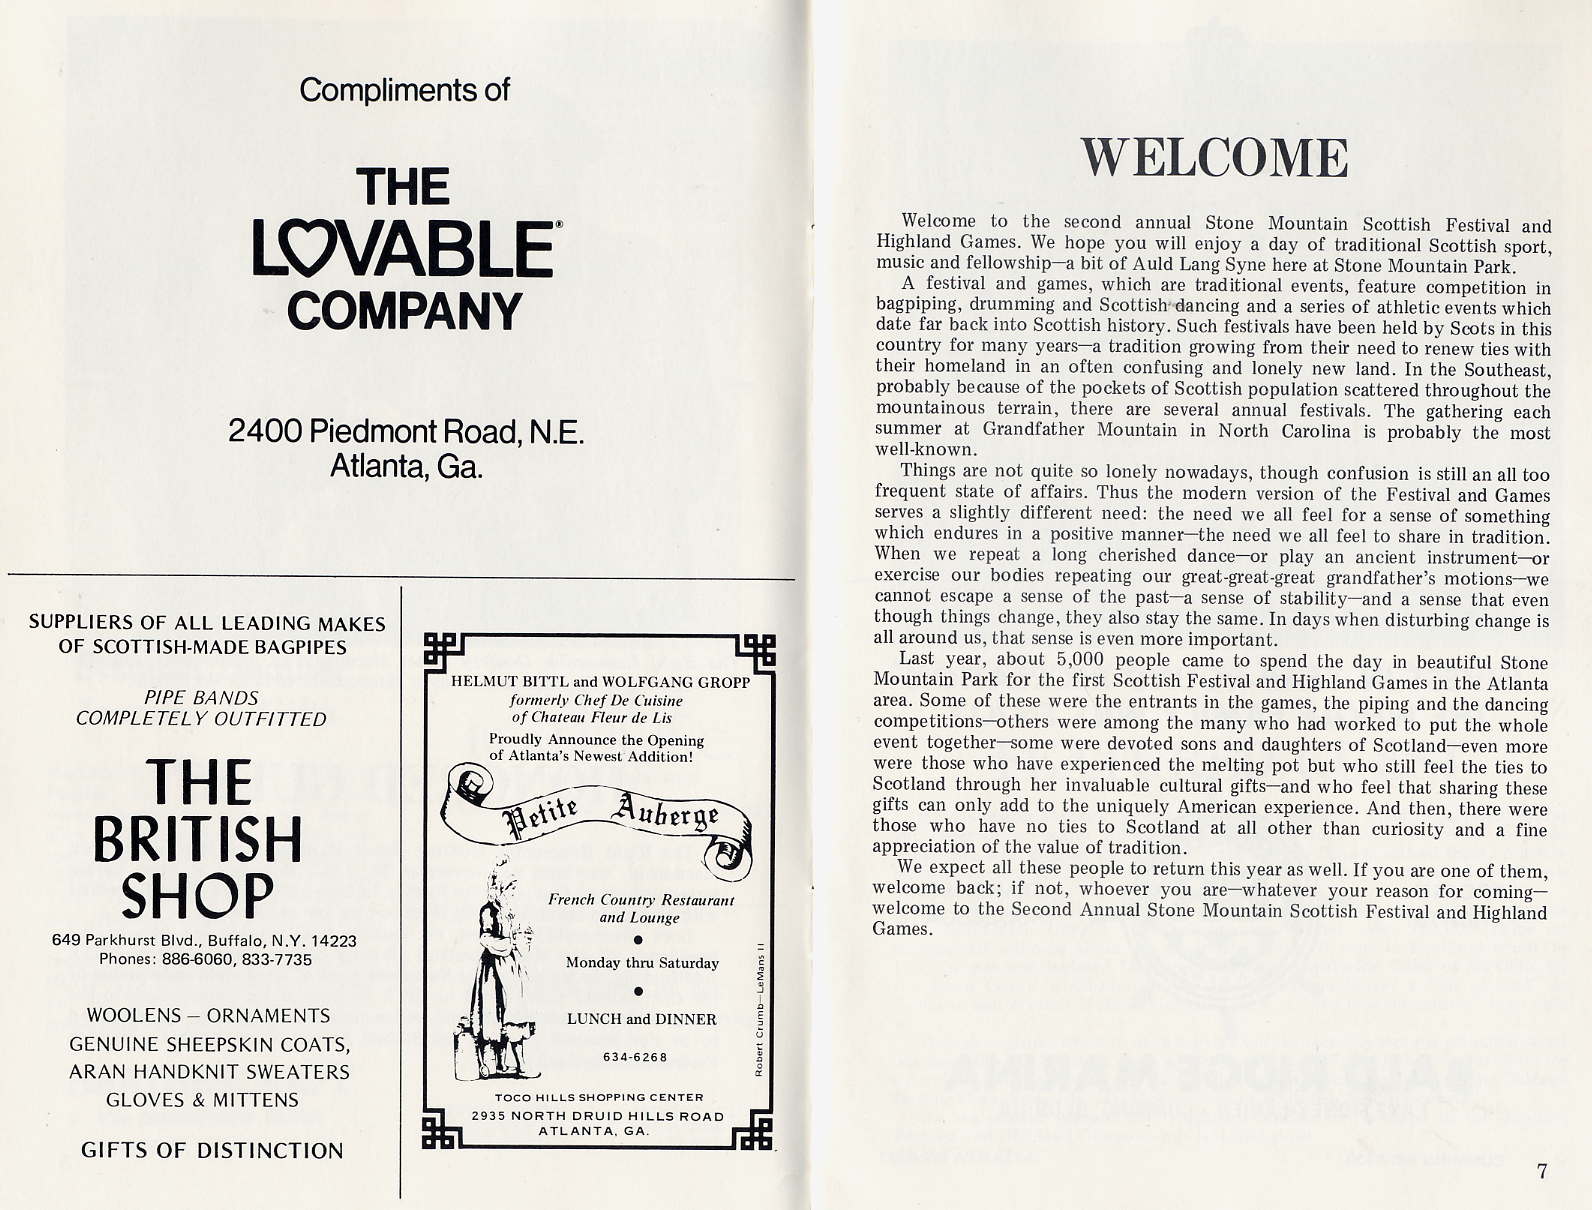 Compliments of
THE
LOVABLE®
COMPANY
2400 Piedmont Road, N.E.
Atlanta, Ga.
SUPPLIERS OF ALL LEADING MAKES
OF SCOTTISH-MADE BAGPIPES
PIPE BANDS
COMPLETELY OUTFITTED
THE
BRITISH
SHOP
649 Parkhurst Blvd., Buffalo, N.Y. 14223
Phones: 886-6060, 833-7735
WOOLENS — ORNAMENTS
GENUINE SHEEPSKIN COATS,
ARAN HANDKNIT SWEATERS
GLOVES & MITTENS
GIFTS OF DISTINCTION
HELMUT BITTL and WOLFGANG GROPP
formerly Chef De Cuisine
of Chateau Fleur de Lis
Proudly Announce the Opening
of Atlanta's Newest Addition!
Petite Auberge
French Country Restaurant
and Lounge
•
Monday thru Saturday
•
LUNCH and DINNER
634-6268
Robert Crumb—LeMans II
TOCO HILLS SHOPPING CENTER
2935 NORTH DRUID HILLS ROAD
ATLANTA, GA.
WELCOME
Welcome to the second annual Stone Mountain Scottish Festival and
Highland Games. We hope you will enjoy a day of traditional Scottish sport,
music and fellowship—a bit of Auld Lang Syne here at Stone Mountain Park.
A festival and games, which are traditional events, feature competition in
bagpiping, drumming and Scottish dancing and a series of athletic events which
date far back into Scottish history. Such festivals have been held by Scots in this
country for many years—a tradition growing from their need to renew ties with
their homeland in an often confusing and lonely new land. In the Southeast,
probably because of the pockets of Scottish population scattered throughout the
mountainous terrain, there are several annual festivals. The gathering each
summer at Grandfather Mountain in North Carolina is probably the most
well-known.
Things are not quite so lonely nowadays, though confusion is still an all too
frequent state of affairs. Thus the modern version of the Festival and Games
serves a slightly different need: the need we all feel for a sense of something
which endures in a positive manner—the need we all feel to share in tradition.
When we repeat a long cherished dance—or play an ancient instrument—or
exercise our bodies repeating our great-great-great grandfather's motions—we
cannot escape a sense of the past—a sense of stability—and a sense that even
though things change, they also stay the same. In days when disturbing change is
all around us, that sense is even more important.
Last year, about 5,000 people came to spend the day in beautiful Stone
Mountain Park for the first Scottish Festival and Highland Games in the Atlanta
area. Some of these were the entrants in the games, the piping and the dancing
competitions—others were among the many who had worked to put the whole
event together—some were devoted sons and daughters of Scotland—even more
were those who have experienced the melting pot but who still feel the ties to
Scotland through her invaluable cultural gifts—and who feel that sharing these
gifts can only add to the uniquely American experience. And then, there were
those who have no ties to Scotland at all other than curiosity and a fine
appreciation of the value of tradition.
We expect all these people to return this year as well. If you are one of them,
welcome back; if not, whoever you are—whatever your reason for coming—
welcome to the Second Annual Stone Mountain Scottish Festival and Highland
Games.
7